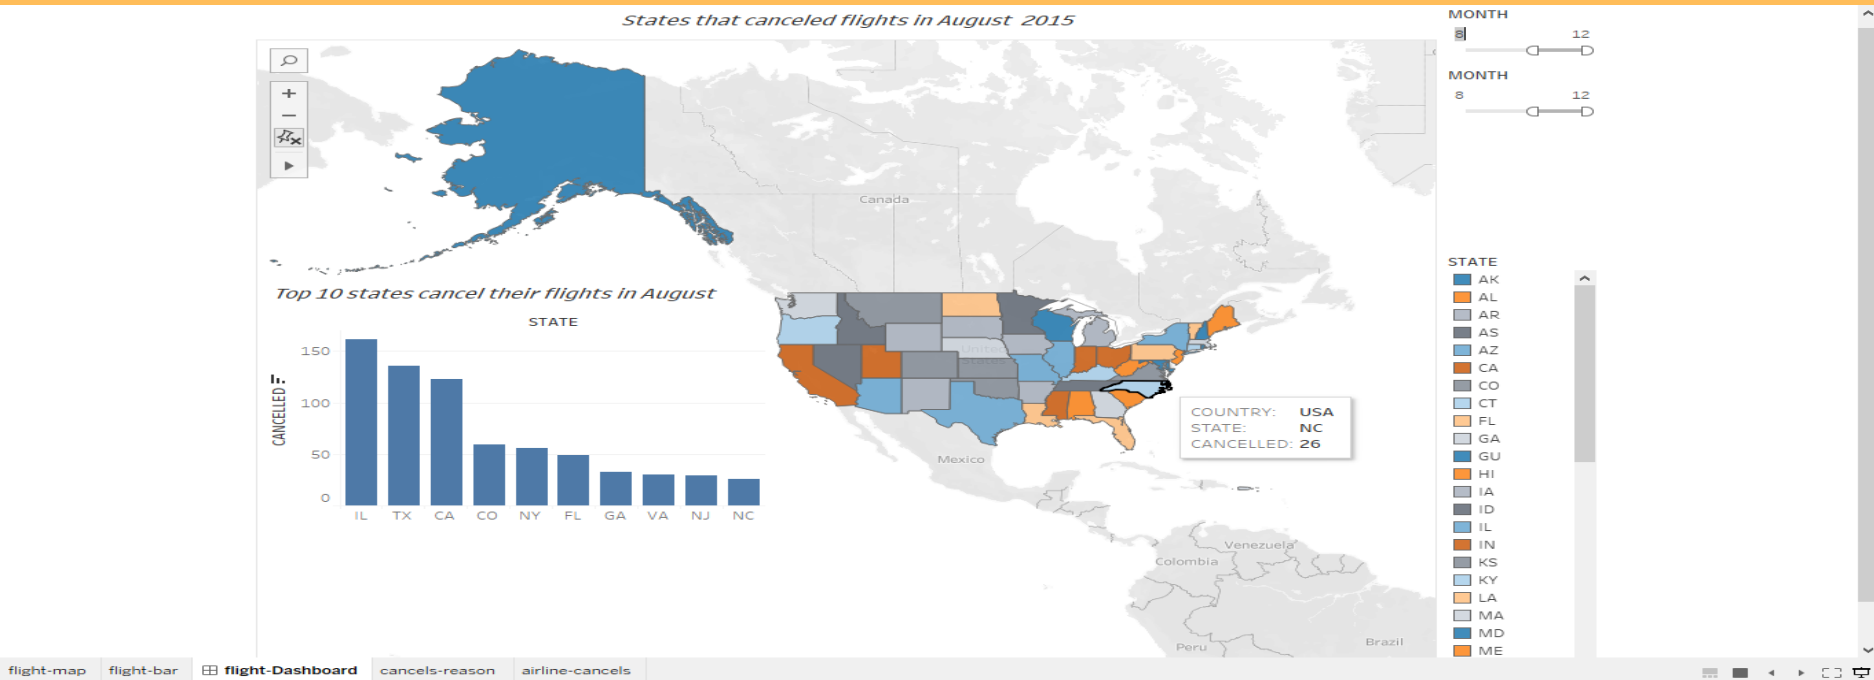 States that canceled flights in August  2015
MONTH
8 12
MONTH
8 12
Canada
United
States
Mexico
Venezuela
Colombia
Peru
Brazil
COUNTRY: USA
STATE: NC
CANCELLED: 26
Top 10 states cancel their flights in August
STATE
CANCELLED
150
100
50
0
IL TX CA CO NY FL GA VA NJ NC
STATE
AK
AL
AR
AS
AZ
CA
CO
CT
FL
GA
GU
HI
IA
ID
IL
IN
KS
KY
LA
MA
MD
ME
flight-map flight-bar flight-Dashboard cancels-reason airline-cancels